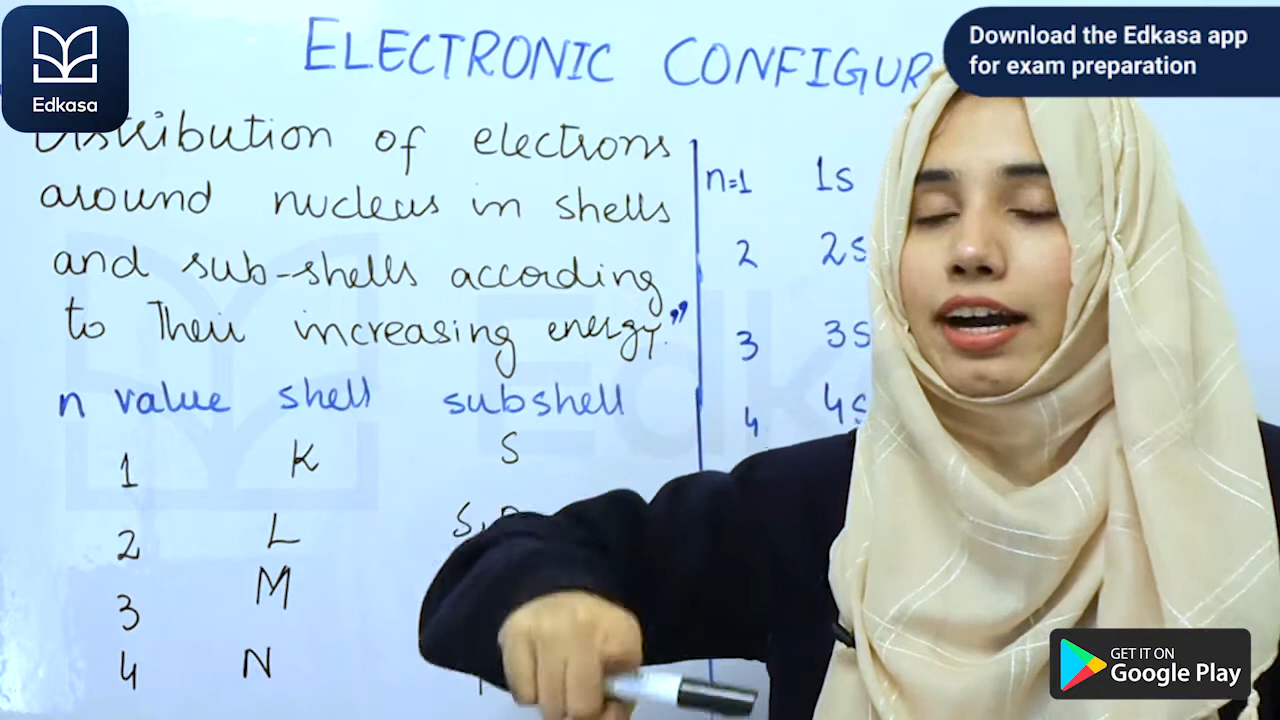 Edkasa
Download the Edkasa app
for exam preparation
ELECTRONIC CONFIGUR
Distribution of electrons
around nucleus in shells
and sub-shells according
to Their increasing energy."
n value shell subshell
1 K S
2 L S,
3 M
4 N
n=1 1s
2 2s
3 3s
4 4s
GET IT ON
Google Play